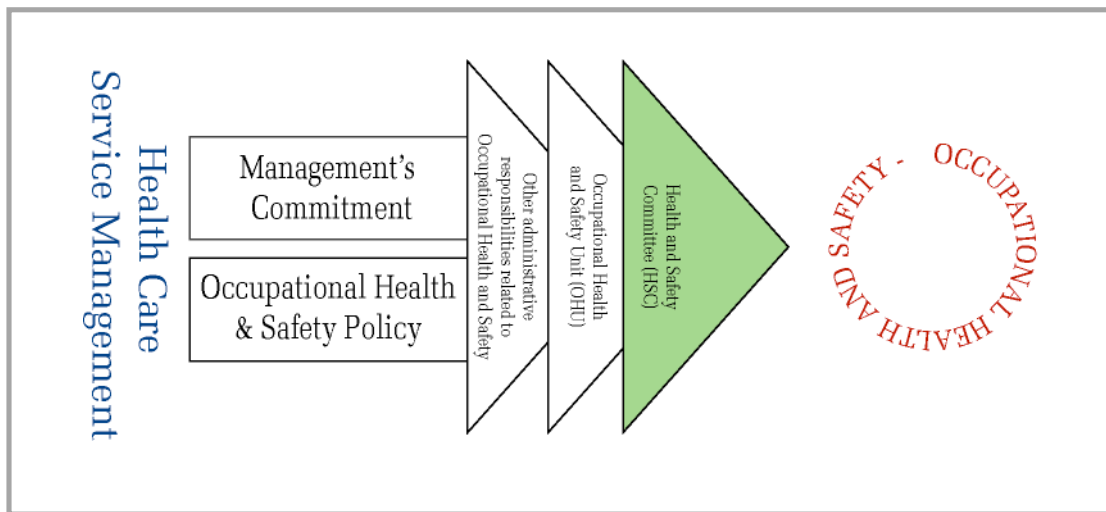 Health Care
Service Management
Management’s
Commitment
Occupational Health
& Safety Policy
Other administrative
responsibilities related to
Occupational Health and Safety
Occupational Health
and Safety Unit (OHU)
Health and Safety
Committee (HSC)
OCCUPATIONAL HEALTH AND SAFETY -